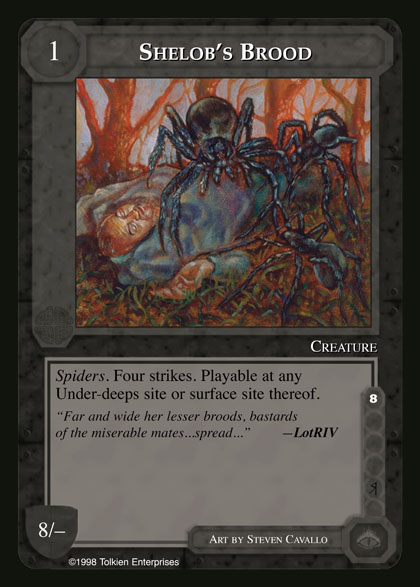 1
SHELOB'S BROOD
CREATURE
Spiders. Four strikes. Playable at any
Under-deeps site or surface site thereof.
“Far and wide her lesser broods, bastards
of the miserable mates...spread...” —LotRIV
8
8/–
ART BY STEVEN CAVALLO
©1998 Tolkien Enterprises